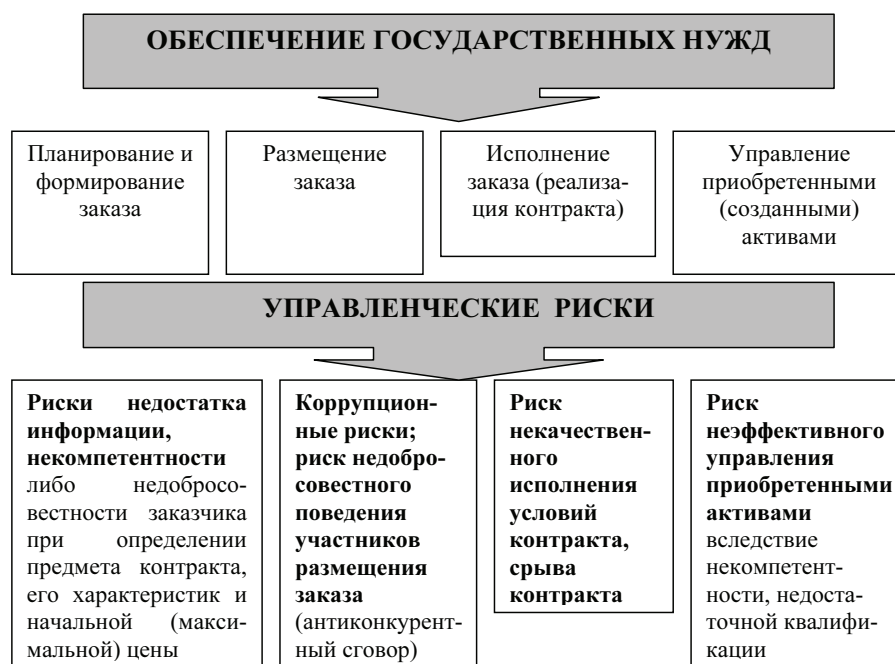 ОБЕСПЕЧЕНИЕ ГОСУДАРСТВЕННЫХ НУЖД
Планирование и
формирование
заказа
Размещение
заказа
Исполнение
заказа (реализа-
ция контракта)
Управление
приобретенными
(созданными)
активами
УПРАВЛЕНЧЕСКИЕ РИСКИ
Риски недостатка
информации,
некомпетентности
либо недобросо-
вестности заказчика
при определении
предмета контракта,
его характеристик и
начальной (макси-
мальной) цены
Коррупцион-
ные риски;
риск недобро-
совестного
поведения
участников
размещения
заказа
(антиконкурент-
ный сговор)
Риск
некачествен-
ного
исполнения
условий
контракта,
срыва
контракта
Риск
неэффективного
управления
приобретенными
активами
вследствие
некомпетент-
ности, недоста-
точной квалифи-
кации